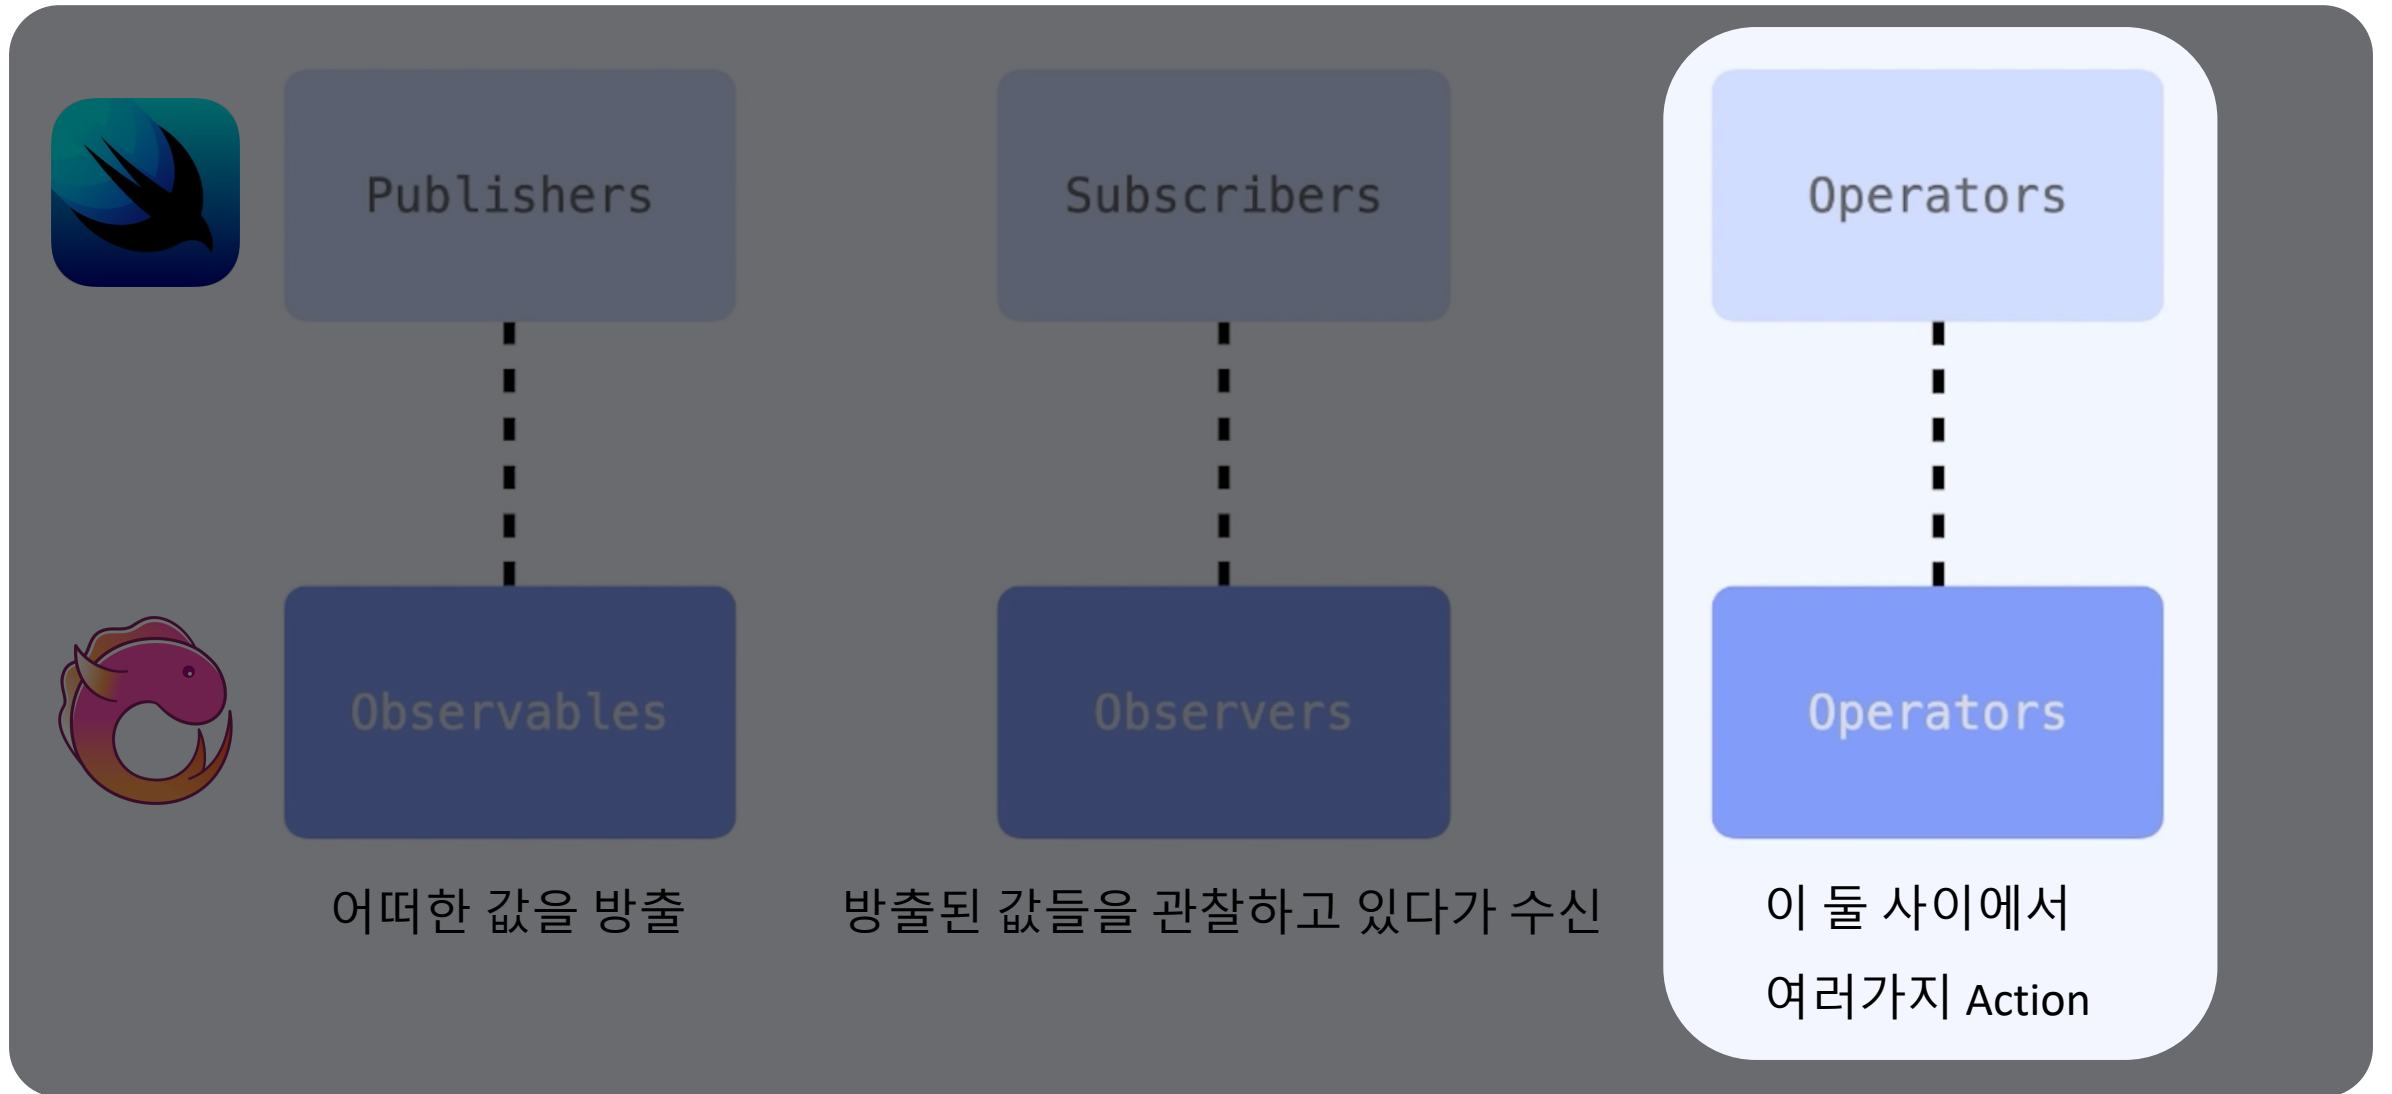 Publishers
Subscribers
Operators
Observables
Observers
Operators
어떠한 값을 방출
방출된 값들을 관찰하고 있다가 수신
이 둘 사이에서
여러가지 Action